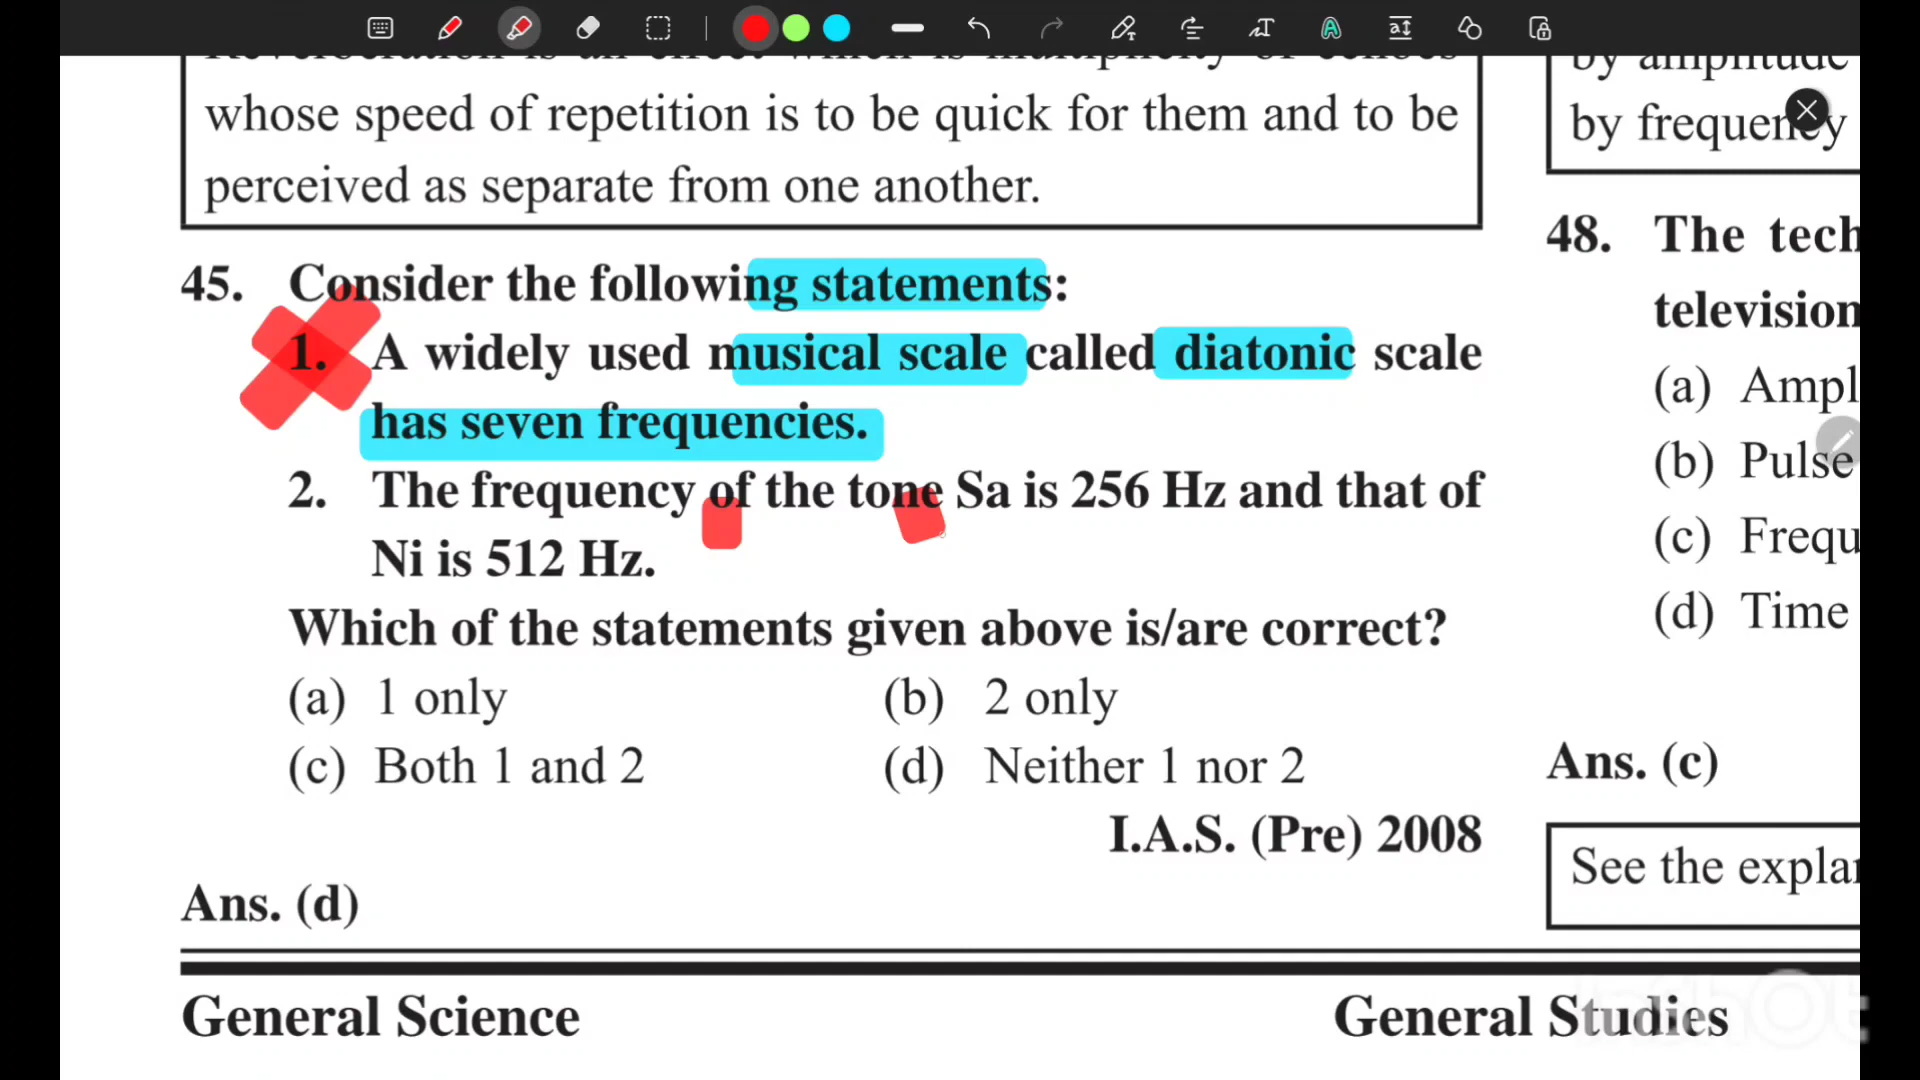 whose speed of repetition is to be quick for them and to be
perceived as separate from one another.
45. Consider the following statements:
1. A widely used musical scale called diatonic scale
has seven frequencies.
2. The frequency of the tone Sa is 256 Hz and that of
Ni is 512 Hz.
Which of the statements given above is/are correct?
(a) 1 only (b) 2 only
(c) Both 1 and 2 (d) Neither 1 nor 2
I.A.S. (Pre) 2008
Ans. (d)
by amplitude
by frequency
48. The tech
television
(a) Ampl
(b) Pulse
(c) Frequ
(d) Time
Ans. (c)
See the expla
General Science General Studies
InShOt